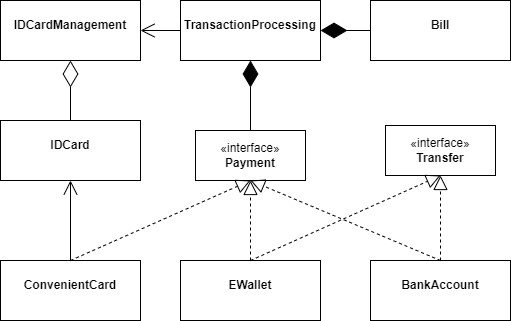 IDCardManagement
TransactionProcessing
Bill
IDCard
«interface»
Payment
«interface»
Transfer
ConvenientCard
EWallet
BankAccount